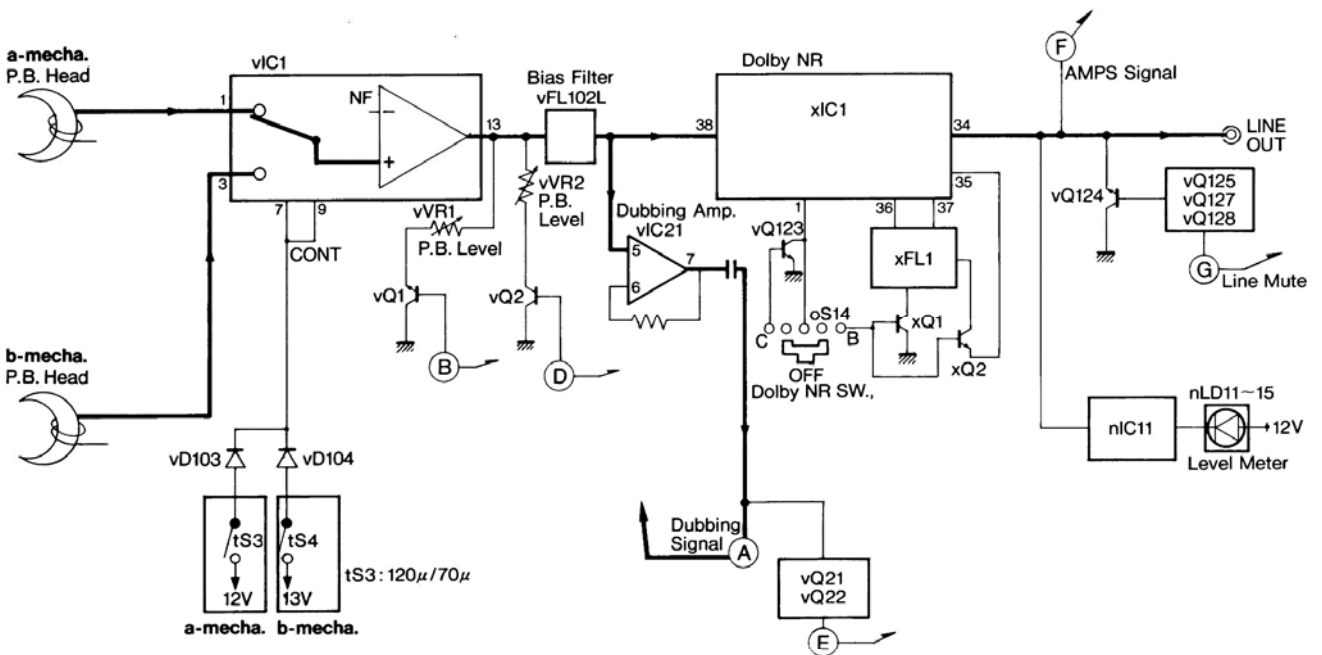 a-mecha.
P.B. Head
1
3
vIC1
NF
+
13
7
9
CONT
vVR1
P.B. Level
vQ1
B
Bias Filter
vFL102L
vVR2
P.B.
Level
vQ2
D
Dubbing Amp.
vIC21
5
6
7
Dolby NR
xIC1
38
34
35
1
36
37
vQ123
xFL1
oS14
C
B
OFF
Dolby NR SW.,
xQ1
xQ2
F
AMPS Signal
LINE
OUT
vQ124
vQ125
vQ127
vQ128
G
Line Mute
nIC11
nLD11~15
12V
Level Meter
b-mecha.
P.B. Head
vD103
vD104
tS3
tS4
12V
13V
tS3 : 120μ/70μ
a-mecha.
b-mecha.
Dubbing
Signal
A
vQ21
vQ22
E